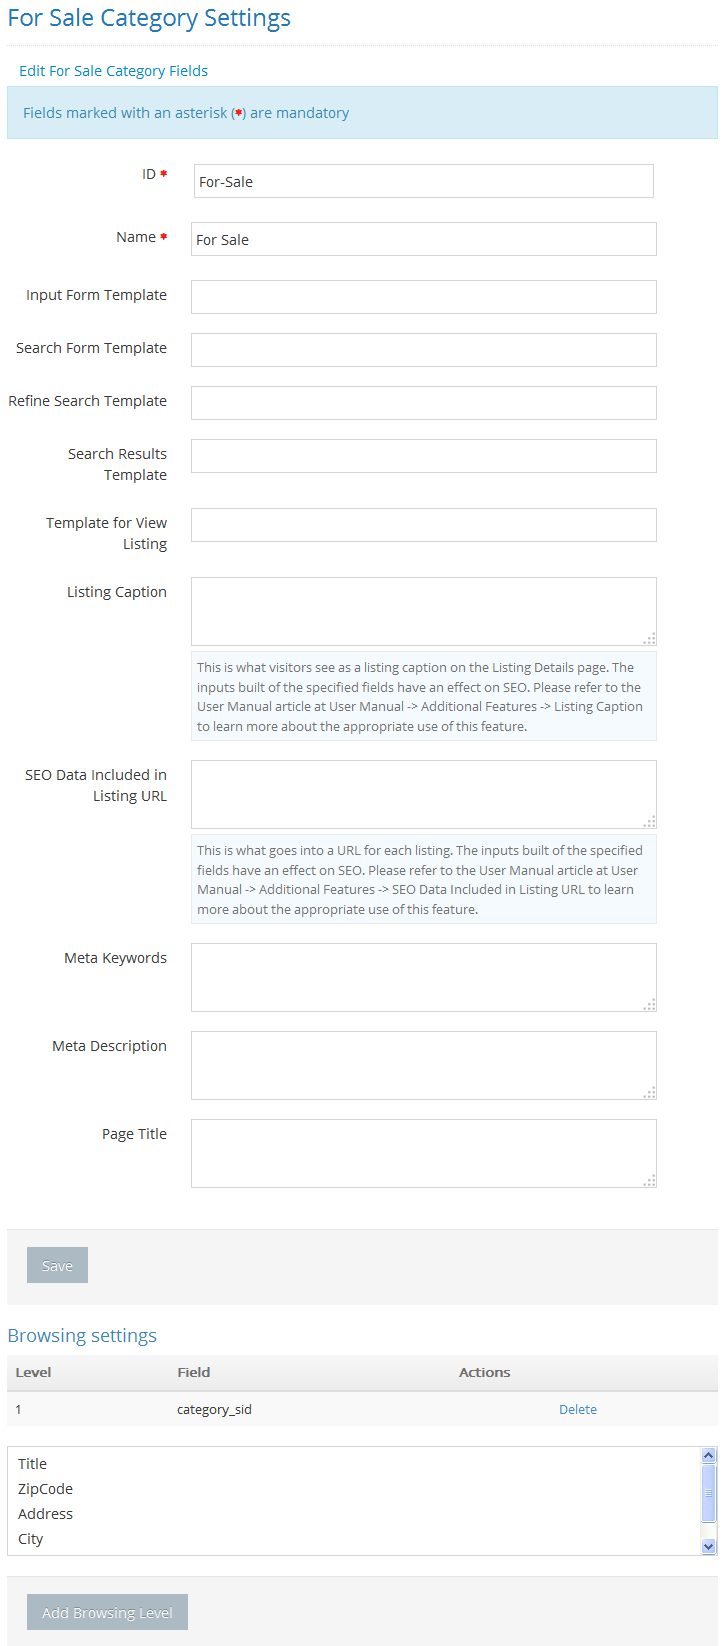 For Sale Category Settings
Edit For Sale Category Fields
Fields marked with an asterisk (*) are mandatory
ID *
For-Sale
Name *
For Sale
Input Form Template
Search Form Template
Refine Search Template
Search Results
Template
Template for View
Listing
Listing Caption
This is what visitors see as a listing caption on the Listing Details page. The
inputs built of the specified fields have an effect on SEO. Please refer to the
User Manual article at User Manual -> Additional Features -> Listing Caption
to learn more about the appropriate use of this feature.
SEO Data Included in
Listing URL
This is what goes into a URL for each listing. The inputs built of the specified
fields have an effect on SEO. Please refer to the User Manual article at User
Manual -> Additional Features -> SEO Data Included in Listing URL to learn
more about the appropriate use of this feature.
Meta Keywords
Meta Description
Page Title
Save
Browsing settings
Level Field Actions
1 category_sid Delete
Title
ZipCode
Address
City
Add Browsing Level